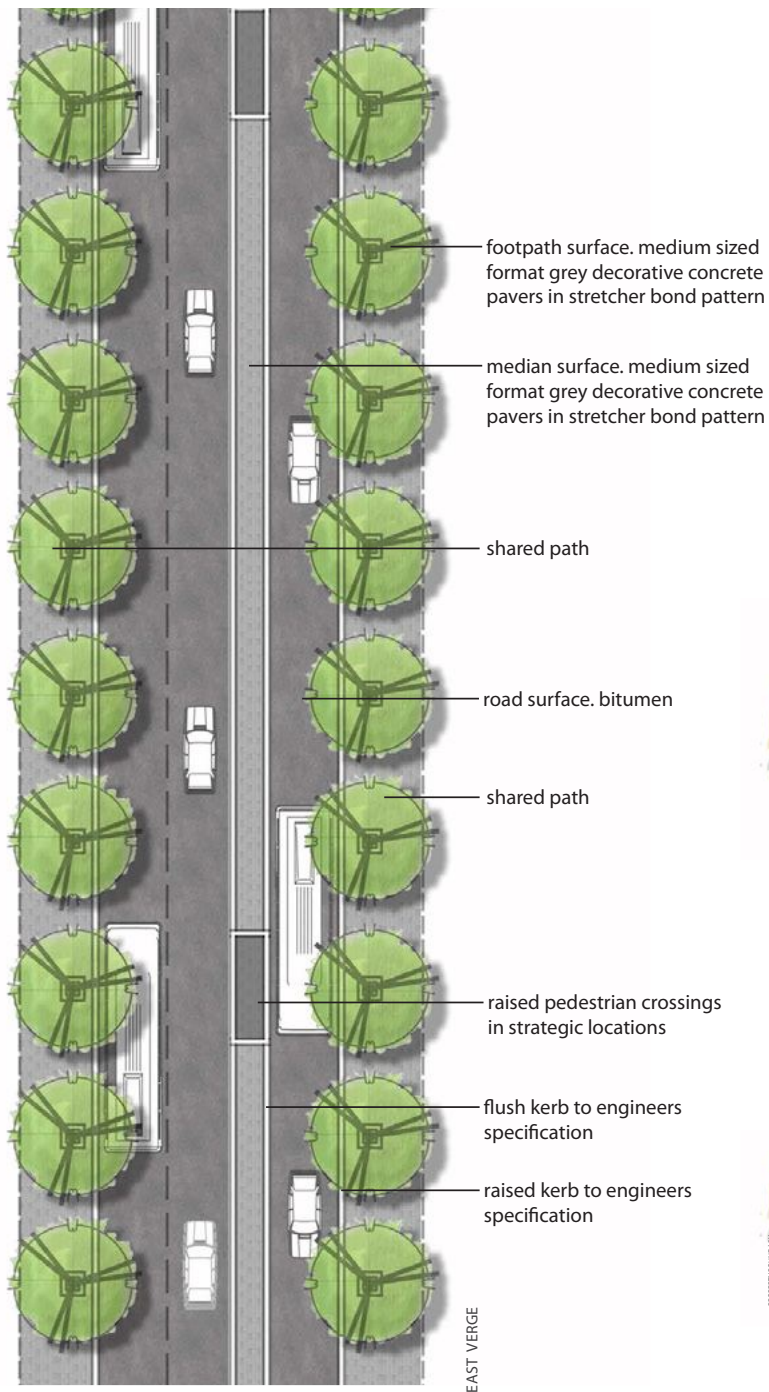 footpath surface. medium sized
format grey decorative concrete
pavers in stretcher bond pattern
median surface. medium sized
format grey decorative concrete
pavers in stretcher bond pattern
shared path
road surface. bitumen
shared path
raised pedestrian crossings
in strategic locations
flush kerb to engineers
specification
raised kerb to engineers
specification
EAST VERGE